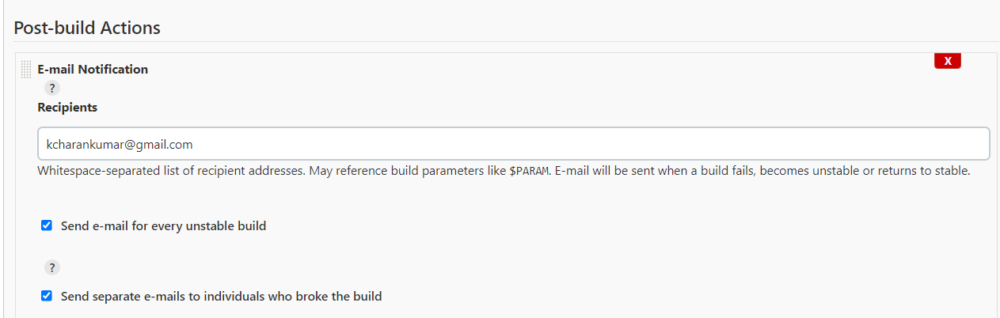 Post-build Actions
X
E-mail Notification
?
Recipients
kcharankumar@gmail.com
Whitespace-separated list of recipient addresses. May reference build parameters like $PARAM. E-mail will be sent when a build fails, becomes unstable or returns to stable.
Send e-mail for every unstable build
?
Send separate e-mails to individuals who broke the build